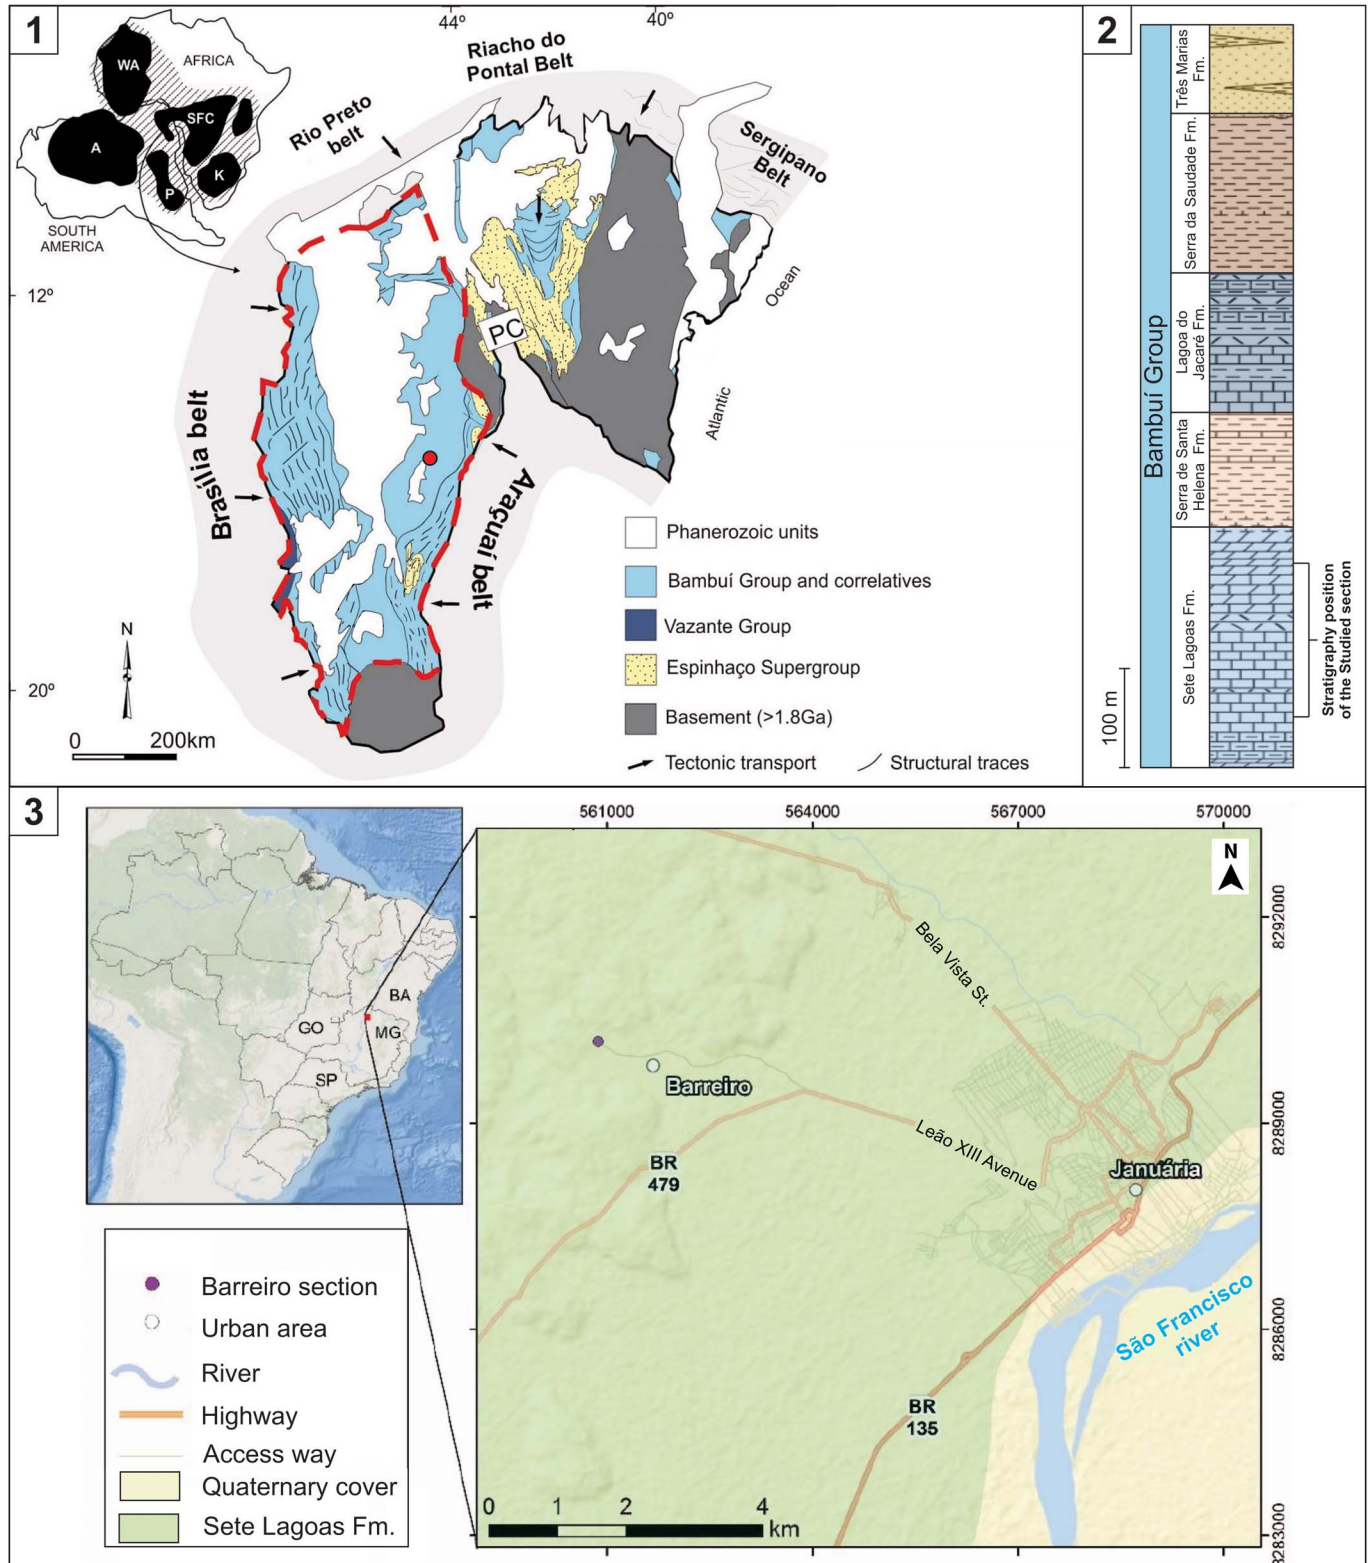 1
44º
40º
WA
AFRICA
SFC
A
K
P
SOUTH
AMERICA
Riacho do
Pontal Belt
Rio Preto
belt
Sergipano
Belt
12º
PC
Ocean
Atlantic
Brasília belt
Araçuaí belt
N
20º
0 200km
Phanerozoic units
Bambuí Group and correlatives
Vazante Group
Espinhaço Supergroup
Basement (>1.8Ga)
Tectonic transport
Structural traces
2
Bambuí Group
Três Marias
Fm.
Serra da Saudade Fm.
Lagoa do
Jacaré Fm.
Serra de Santa
Helena Fm.
Sete Lagoas Fm.
100 m
Stratigraphy position
of the Studied section
3
BA
GO
MG
SP
561000
564000
567000
570000
N
8292000
8289000
8286000
8283000
Bela Vista St.
Barreiro
Leão XIII Avenue
BR
479
Januária
São Francisco
river
BR
135
0 1 2 4
km
Barreiro section
Urban area
River
Highway
Access way
Quaternary cover
Sete Lagoas Fm.